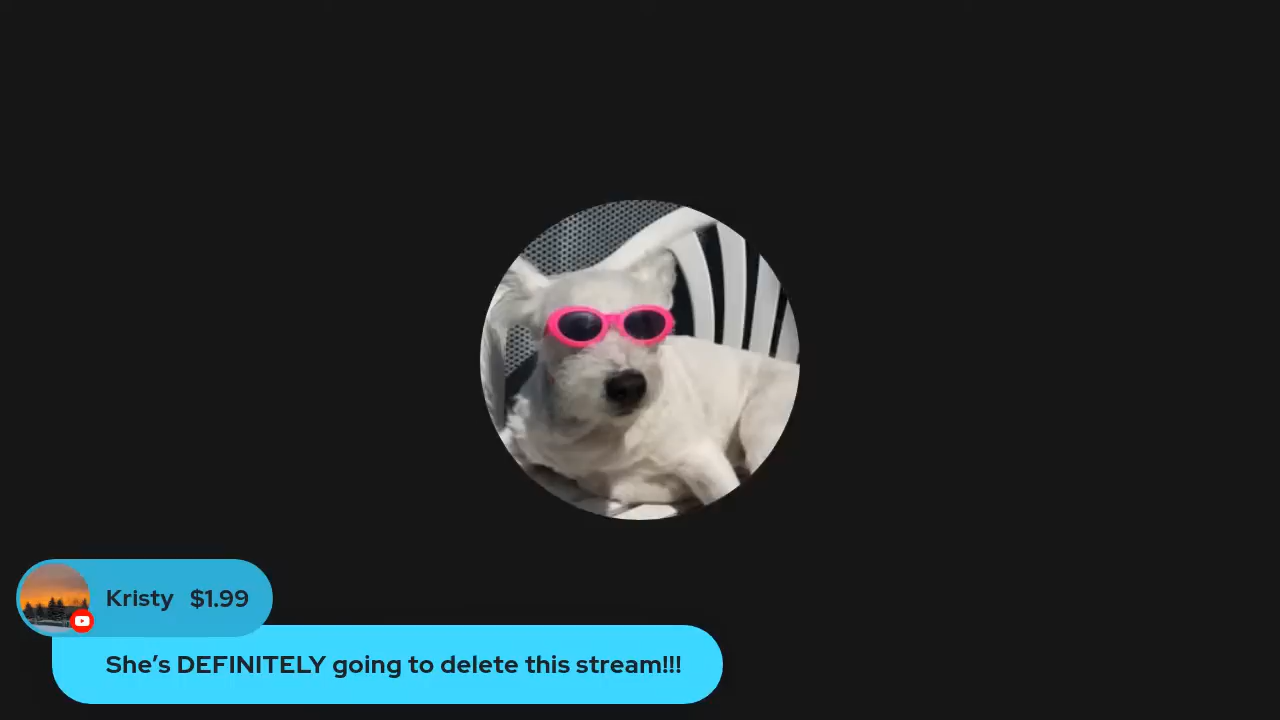 Kristy $1.99
She’s DEFINITELY going to delete this stream!!!